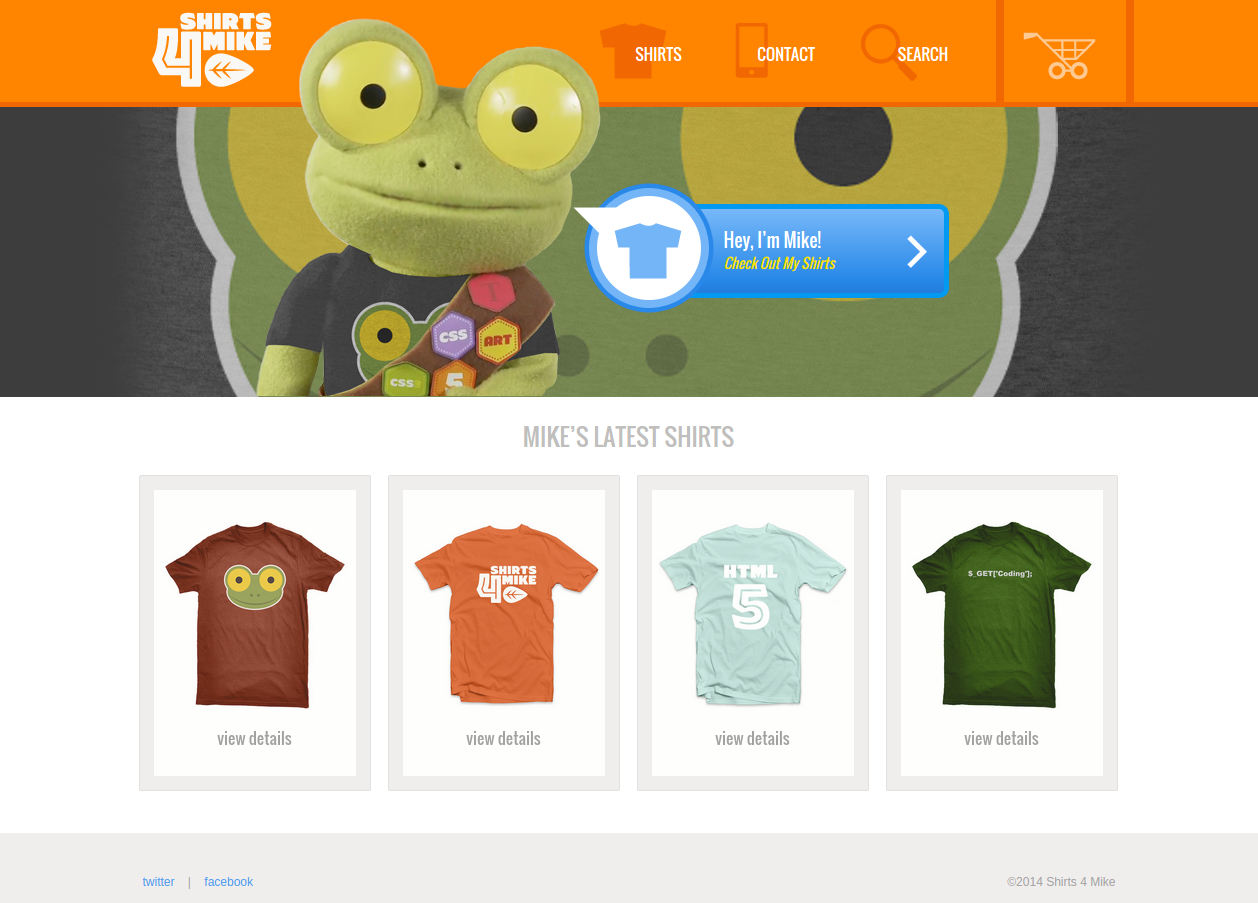 SHIRTS
4 MIKE
SHIRTS
CONTACT
SEARCH
Hey, I'm Mike!
Check Out My Shirts
T
CSS
ART
CSS3
5
MIKE’S LATEST SHIRTS
SHIRTS
4 MIKE
HTML
5
$_GET['Coding'];
view details
view details
view details
view details
twitter | facebook
©2014 Shirts 4 Mike